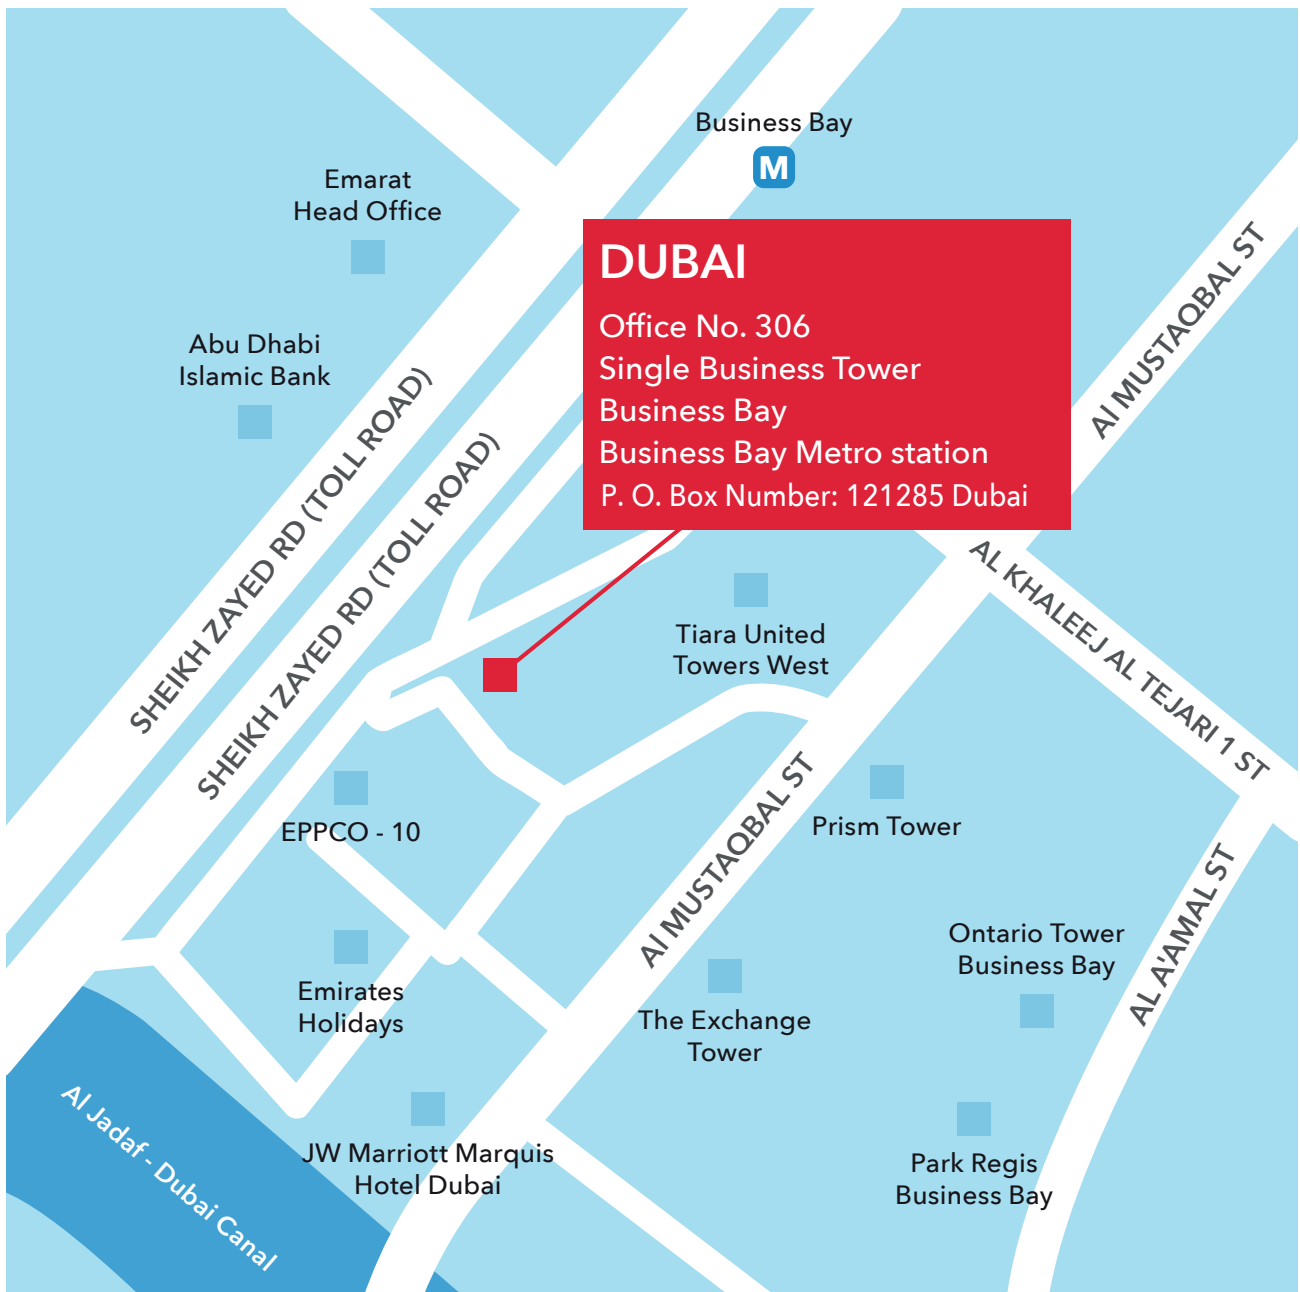 Business Bay
M
Emarat
Head Office
DUBAI
Office No. 306
Single Business Tower
Business Bay
Business Bay Metro station
P. O. Box Number: 121285 Dubai
Abu Dhabi
Islamic Bank
AI MUSTAQBAL ST
SHEIKH ZAYED RD (TOLL ROAD)
SHEIKH ZAYED RD (TOLL ROAD)
AL KHALEEJ AL TEJARI 1 ST
Tiara United
Towers West
EPPCO - 10
Prism Tower
AI MUSTAQBAL ST
AL A'AMAL ST
Ontario Tower
Business Bay
Emirates
Holidays
The Exchange
Tower
Al Jadaf - Dubai Canal
JW Marriott Marquis
Hotel Dubai
Park Regis
Business Bay